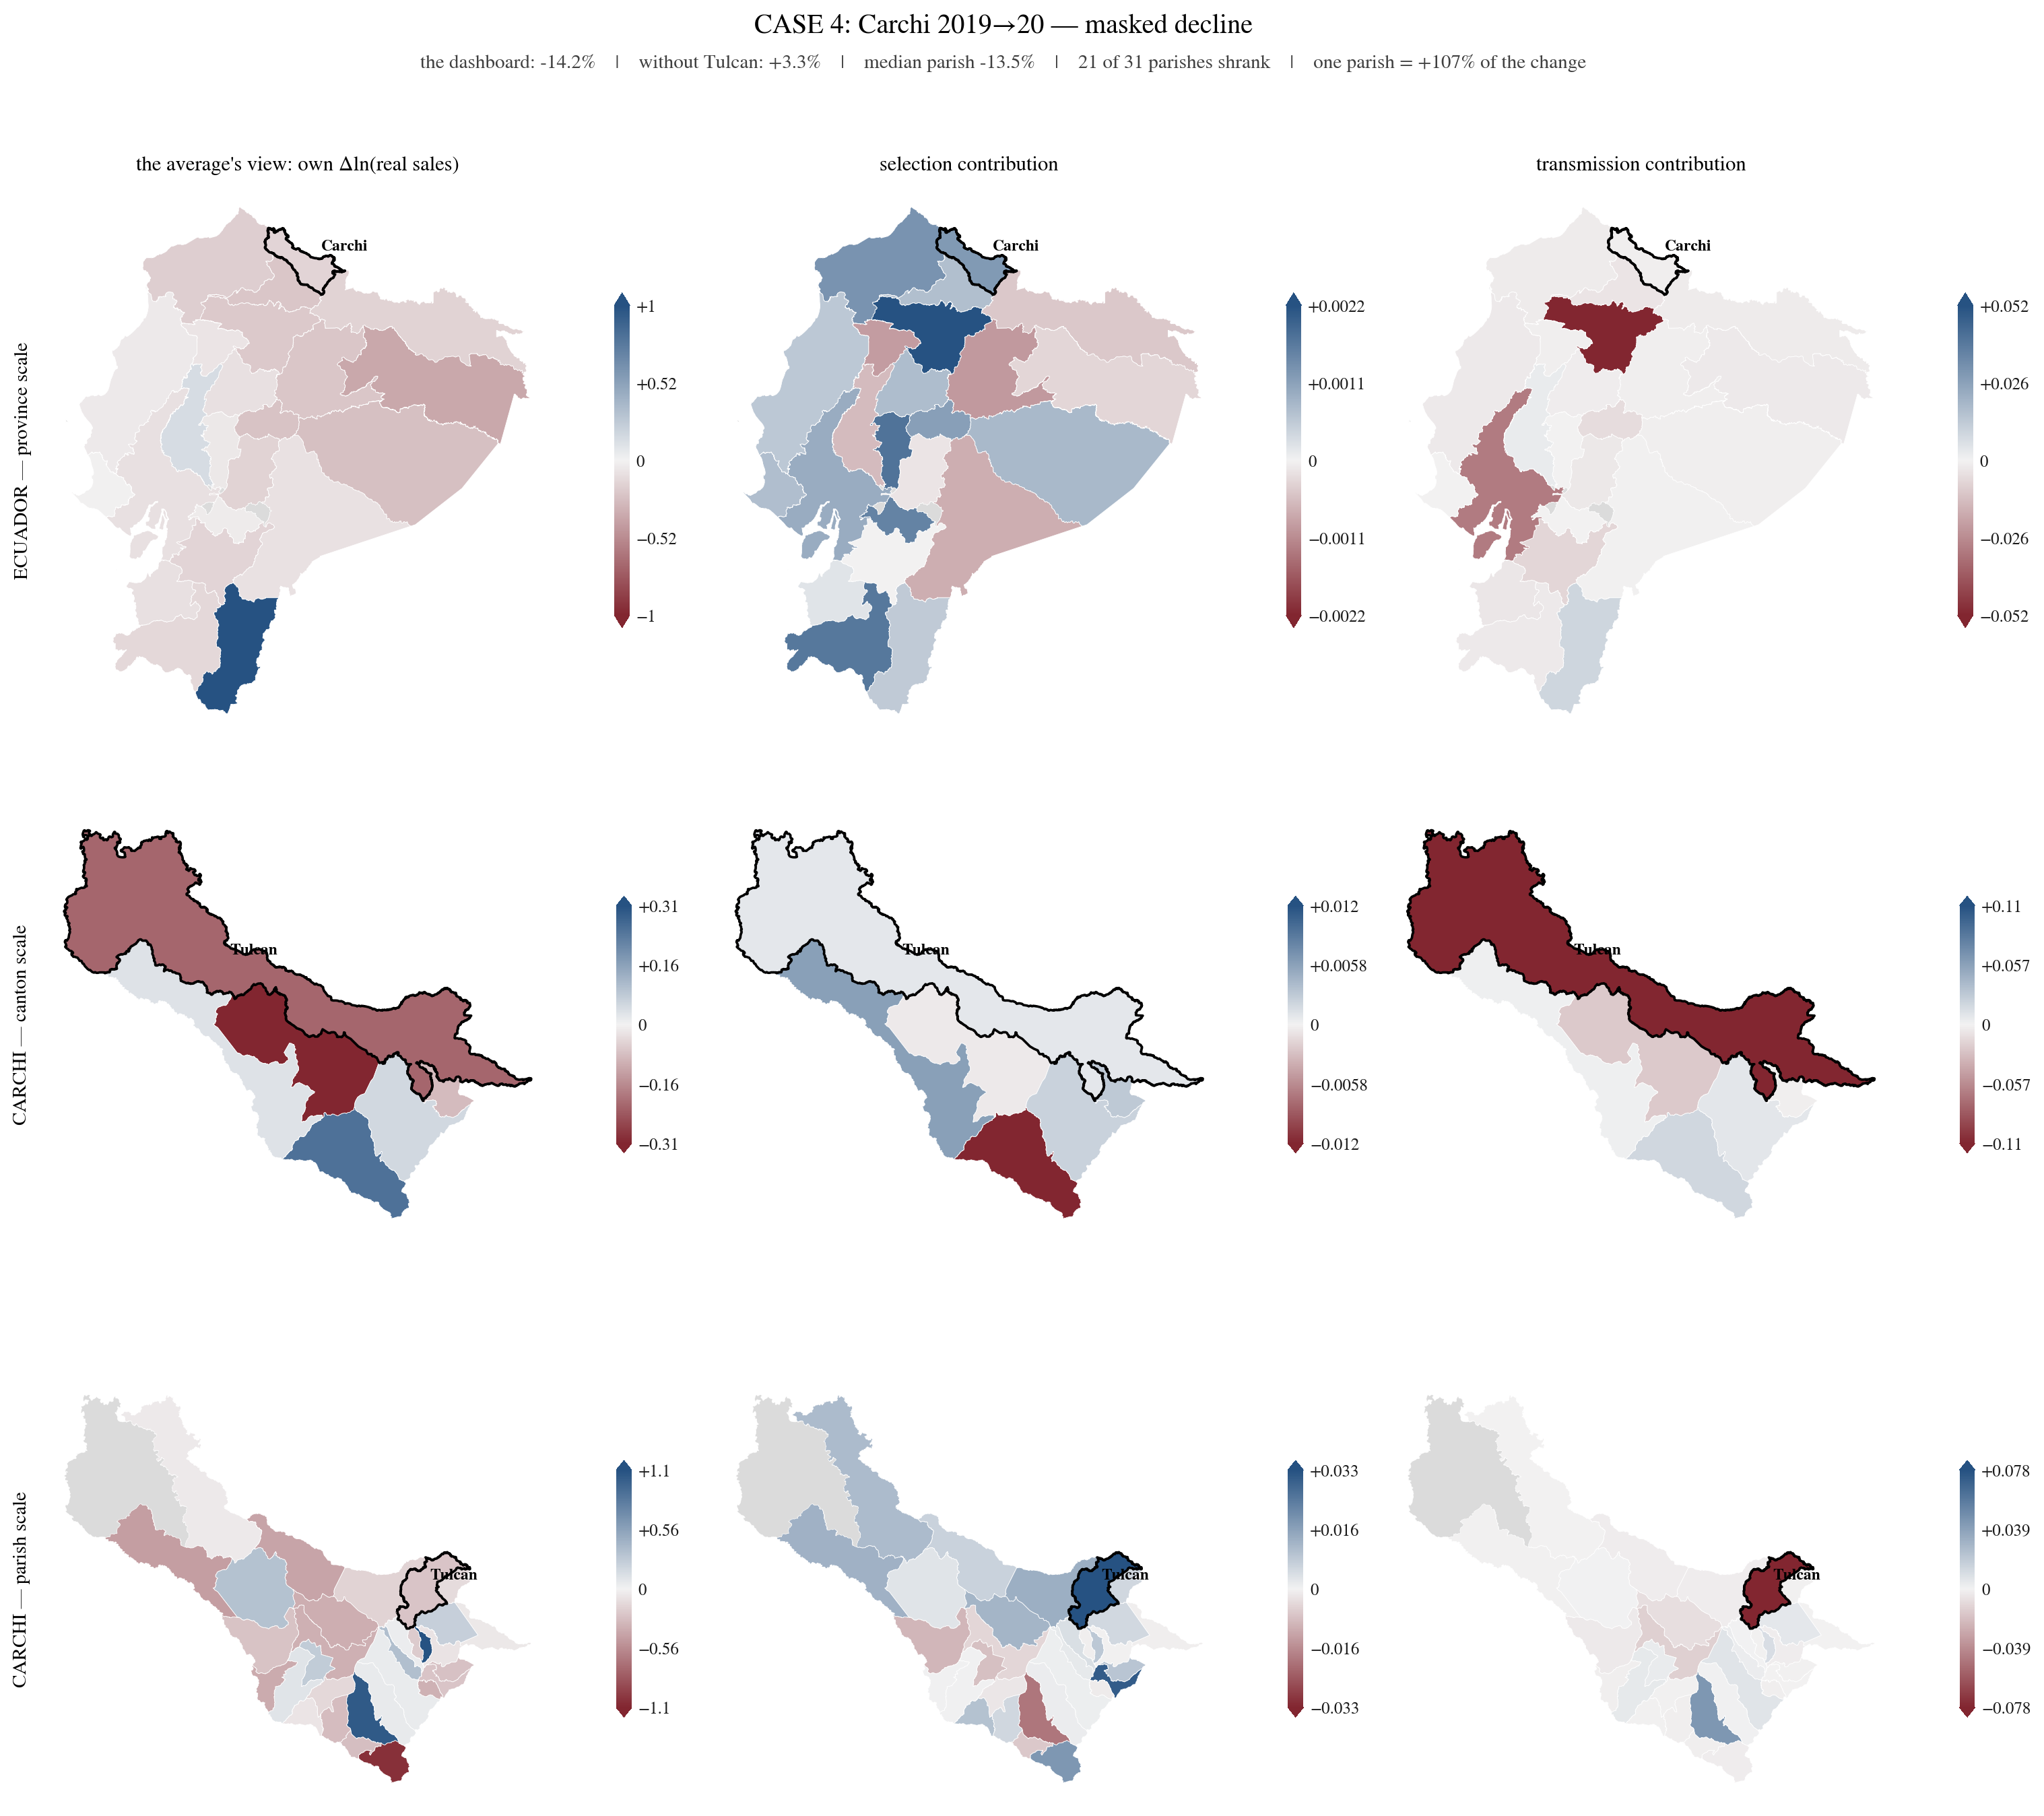 CASE 4: Carchi 2019→20 — masked decline
the dashboard: -14.2% | without Tulcan: +3.3% | median parish -13.5% | 21 of 31 parishes shrank | one parish = +107% of the change
the average's view: own Δln(real sales)
selection contribution
transmission contribution
ECUADOR — province scale
Carchi
+1
+0.52
0
−0.52
−1
Carchi
+0.0022
+0.0011
0
−0.0011
−0.0022
Carchi
+0.052
+0.026
0
−0.026
−0.052
CARCHI — canton scale
Tulcan
+0.31
+0.16
0
−0.16
−0.31
Tulcan
+0.012
+0.0058
0
−0.0058
−0.012
Tulcan
+0.11
+0.057
0
−0.057
−0.11
CARCHI — parish scale
Tulcan
+1.1
+0.56
0
−0.56
−1.1
Tulcan
+0.033
+0.016
0
−0.016
−0.033
Tulcan
+0.078
+0.039
0
−0.039
−0.078